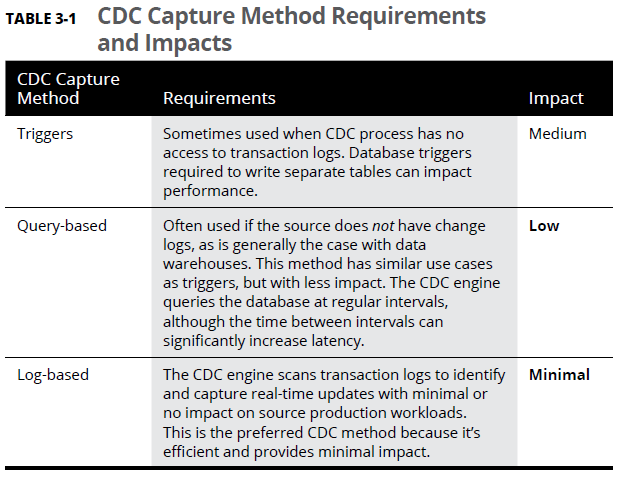 TABLE 3-1 CDC Capture Method Requirements
and Impacts
CDC Capture
Method
Requirements
Impact
Triggers
Sometimes used when CDC process has no
access to transaction logs. Database triggers
required to write separate tables can impact
performance.
Medium
Query-based
Often used if the source does not have change
logs, as is generally the case with data
warehouses. This method has similar use cases
as triggers, but with less impact. The CDC engine
queries the database at regular intervals,
although the time between intervals can
significantly increase latency.
Low
Log-based
The CDC engine scans transaction logs to identify
and capture real-time updates with minimal or
no impact on source production workloads.
This is the preferred CDC method because it’s
efficient and provides minimal impact.
Minimal